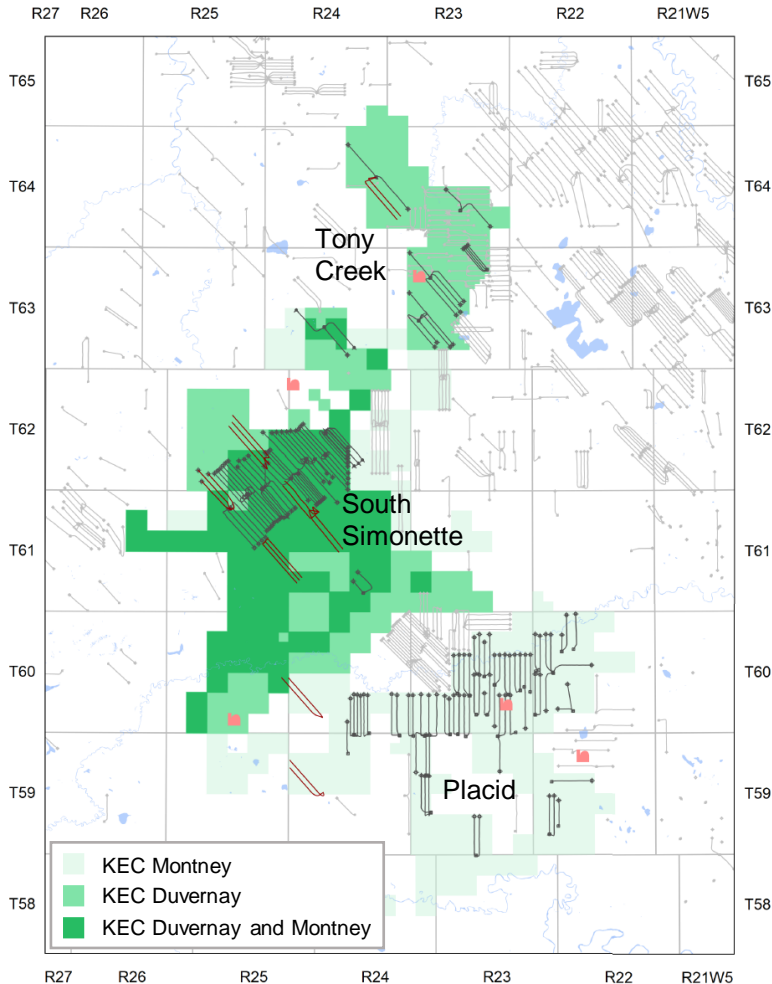 R27 R26 R25 R24 R23 R22 R21W5
T65 T65
T64 T64
Tony
Creek
T63 T63
T62 T62
South
Simonette
T61 T61
T60 T60
Placid
T59 T59
KEC Montney
KEC Duvernay
KEC Duvernay and Montney
T58 T58
R27 R26 R25 R24 R23 R22 R21W5